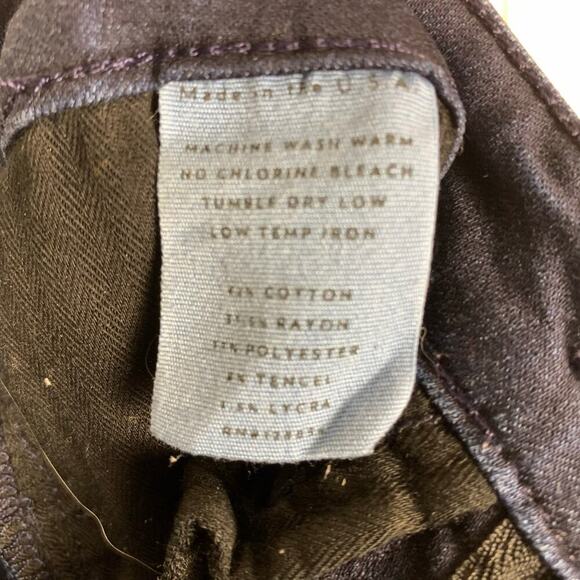 Made in the U.S.A.
MACHINE WASH WARM
NO CHLORINE BLEACH
TUMBLE DRY LOW
LOW TEMP IRON
COTTON
RAYON
POLYESTER
TENCEL
LYCRA